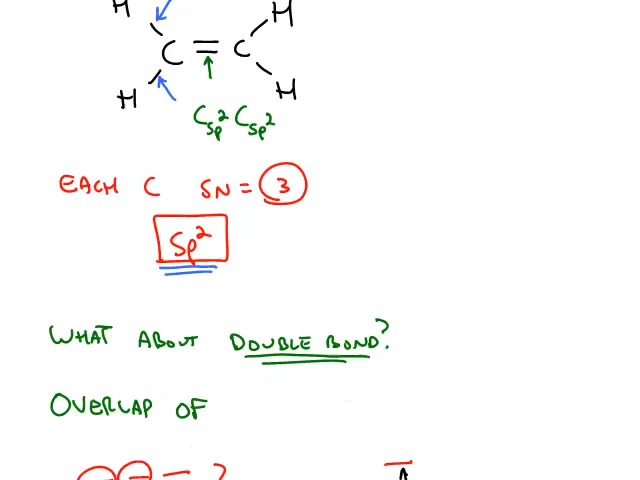 H H
C = C
H H
Csp² Csp²
EACH C SN = 3
Sp²
WHAT ABOUT DOUBLE BOND?
OVERLAP OF